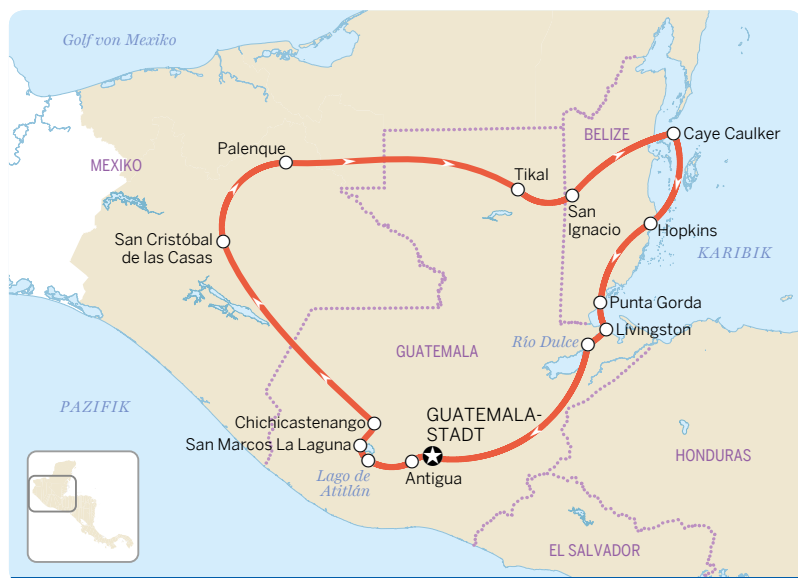 Golf von Mexiko
BELIZE
Caye Caulker
Palenque
MEXIKO
Tikal
San
Ignacio
Hopkins
San Cristóbal
de las Casas
KARIBIK
Punta Gorda
Lívingston
Río Dulce
GUATEMALA
PAZIFIK
Chichicastenango
GUATEMALA-
STADT
San Marcos La Laguna
HONDURAS
Lago de
Atitlán
Antigua
EL SALVADOR